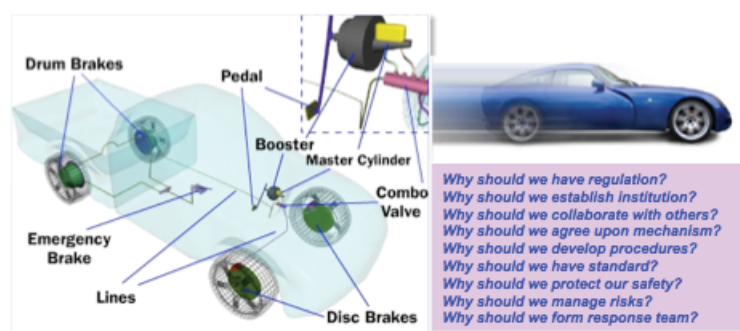 Drum Brakes
Pedal
Booster
Master Cylinder
Combo
Valve
Emergency
Brake
Lines
Disc Brakes
Why should we have regulation?
Why should we establish institution?
Why should we collaborate with others?
Why should we agree upon mechanism?
Why should we develop procedures?
Why should we have standard?
Why should we protect our safety?
Why should we manage risks?
Why should we form response team?